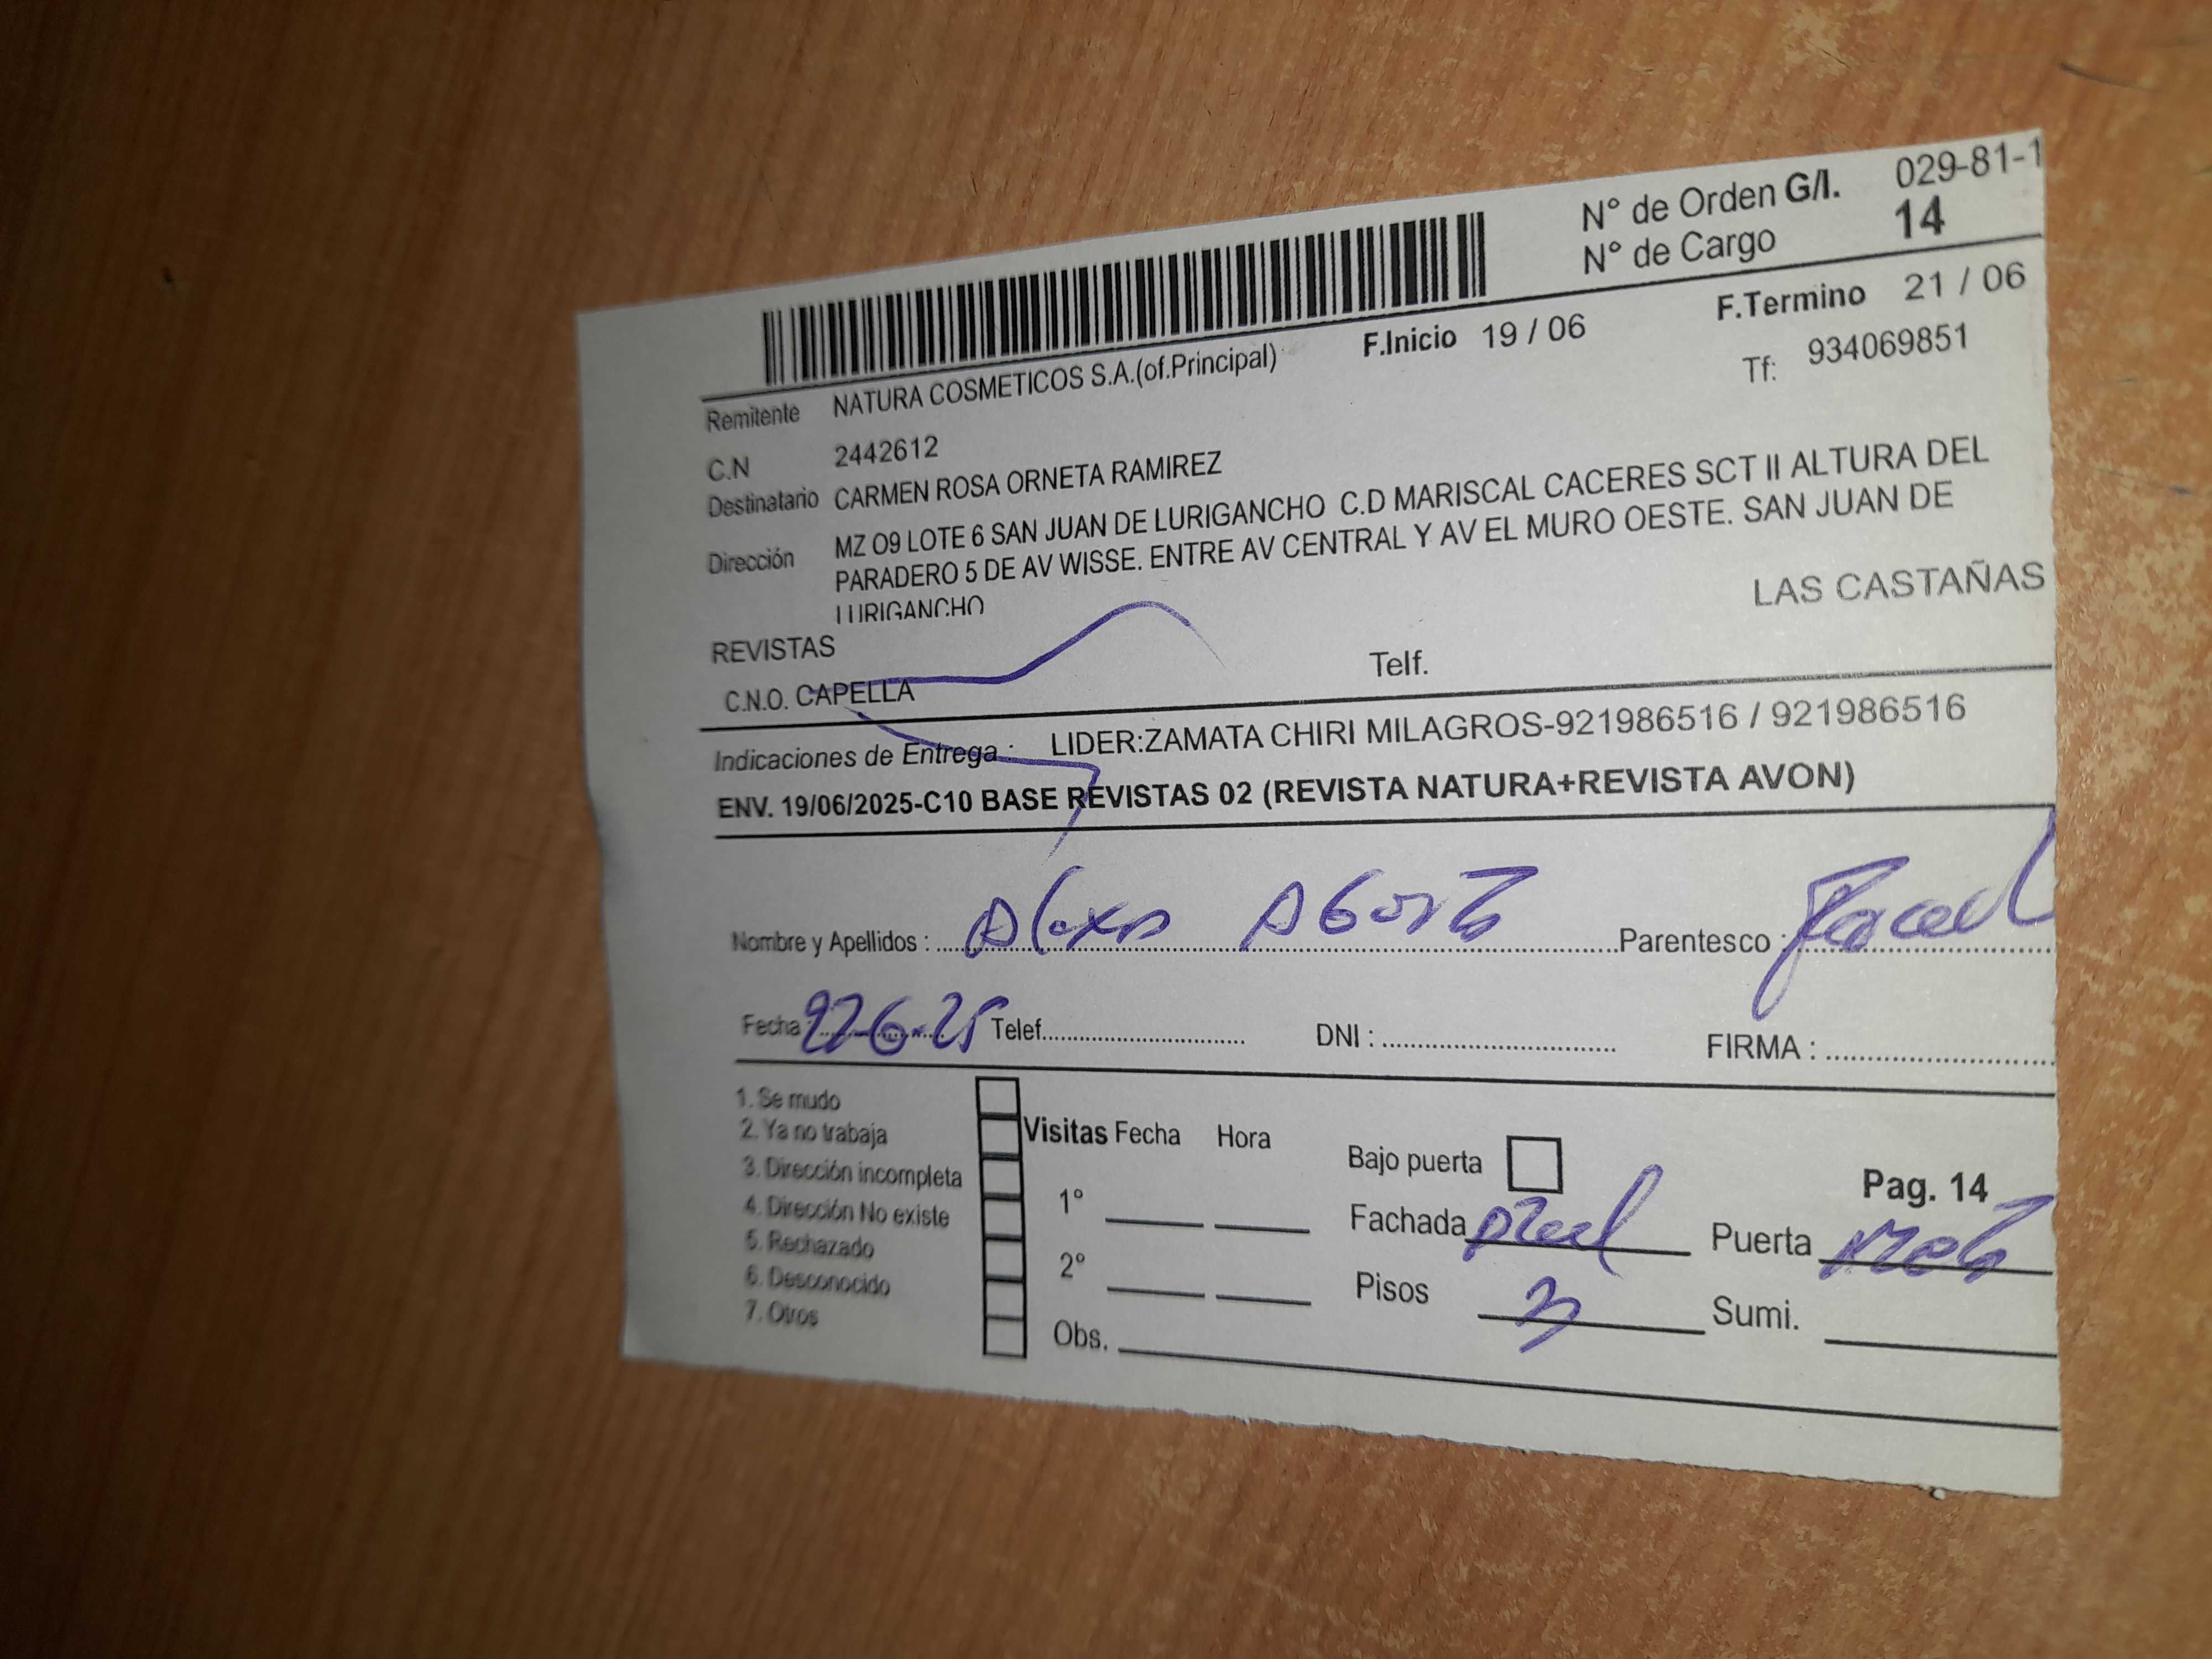 N° de Orden G/I. 029-81-1
N° de Cargo 14
F.Inicio 19 / 06 F.Termino 21 / 06
Remitente NATURA COSMETICOS S.A.(of.Principal) Tf: 934069851
C.N 2442612
Destinatario CARMEN ROSA ORNETA RAMIREZ
Dirección MZ O9 LOTE 6 SAN JUAN DE LURIGANCHO C.D MARISCAL CACERES SCT II ALTURA DEL
PARADERO 5 DE AV WISSE. ENTRE AV CENTRAL Y AV EL MURO OESTE. SAN JUAN DE
LURIGANCHO
LAS CASTAÑAS
REVISTAS
C.N.O. CAPELLA Telf.
Indicaciones de Entrega : LIDER:ZAMATA CHIRI MILAGROS-921986516 / 921986516
ENV. 19/06/2025-C10 BASE REVISTAS 02 (REVISTA NATURA+REVISTA AVON)
Nombre y Apellidos : Parentesco :
Fecha : Telef. DNI : FIRMA :
1. Se mudo
2. Ya no trabaja
3. Dirección incompleta
4. Dirección No existe
5. Rechazado
6. Desconocido
7. Otros
Visitas Fecha Hora
1°
2°
Obs.
Bajo puerta
Fachada
Pisos 3
Pag. 14
Puerta
Sumi.